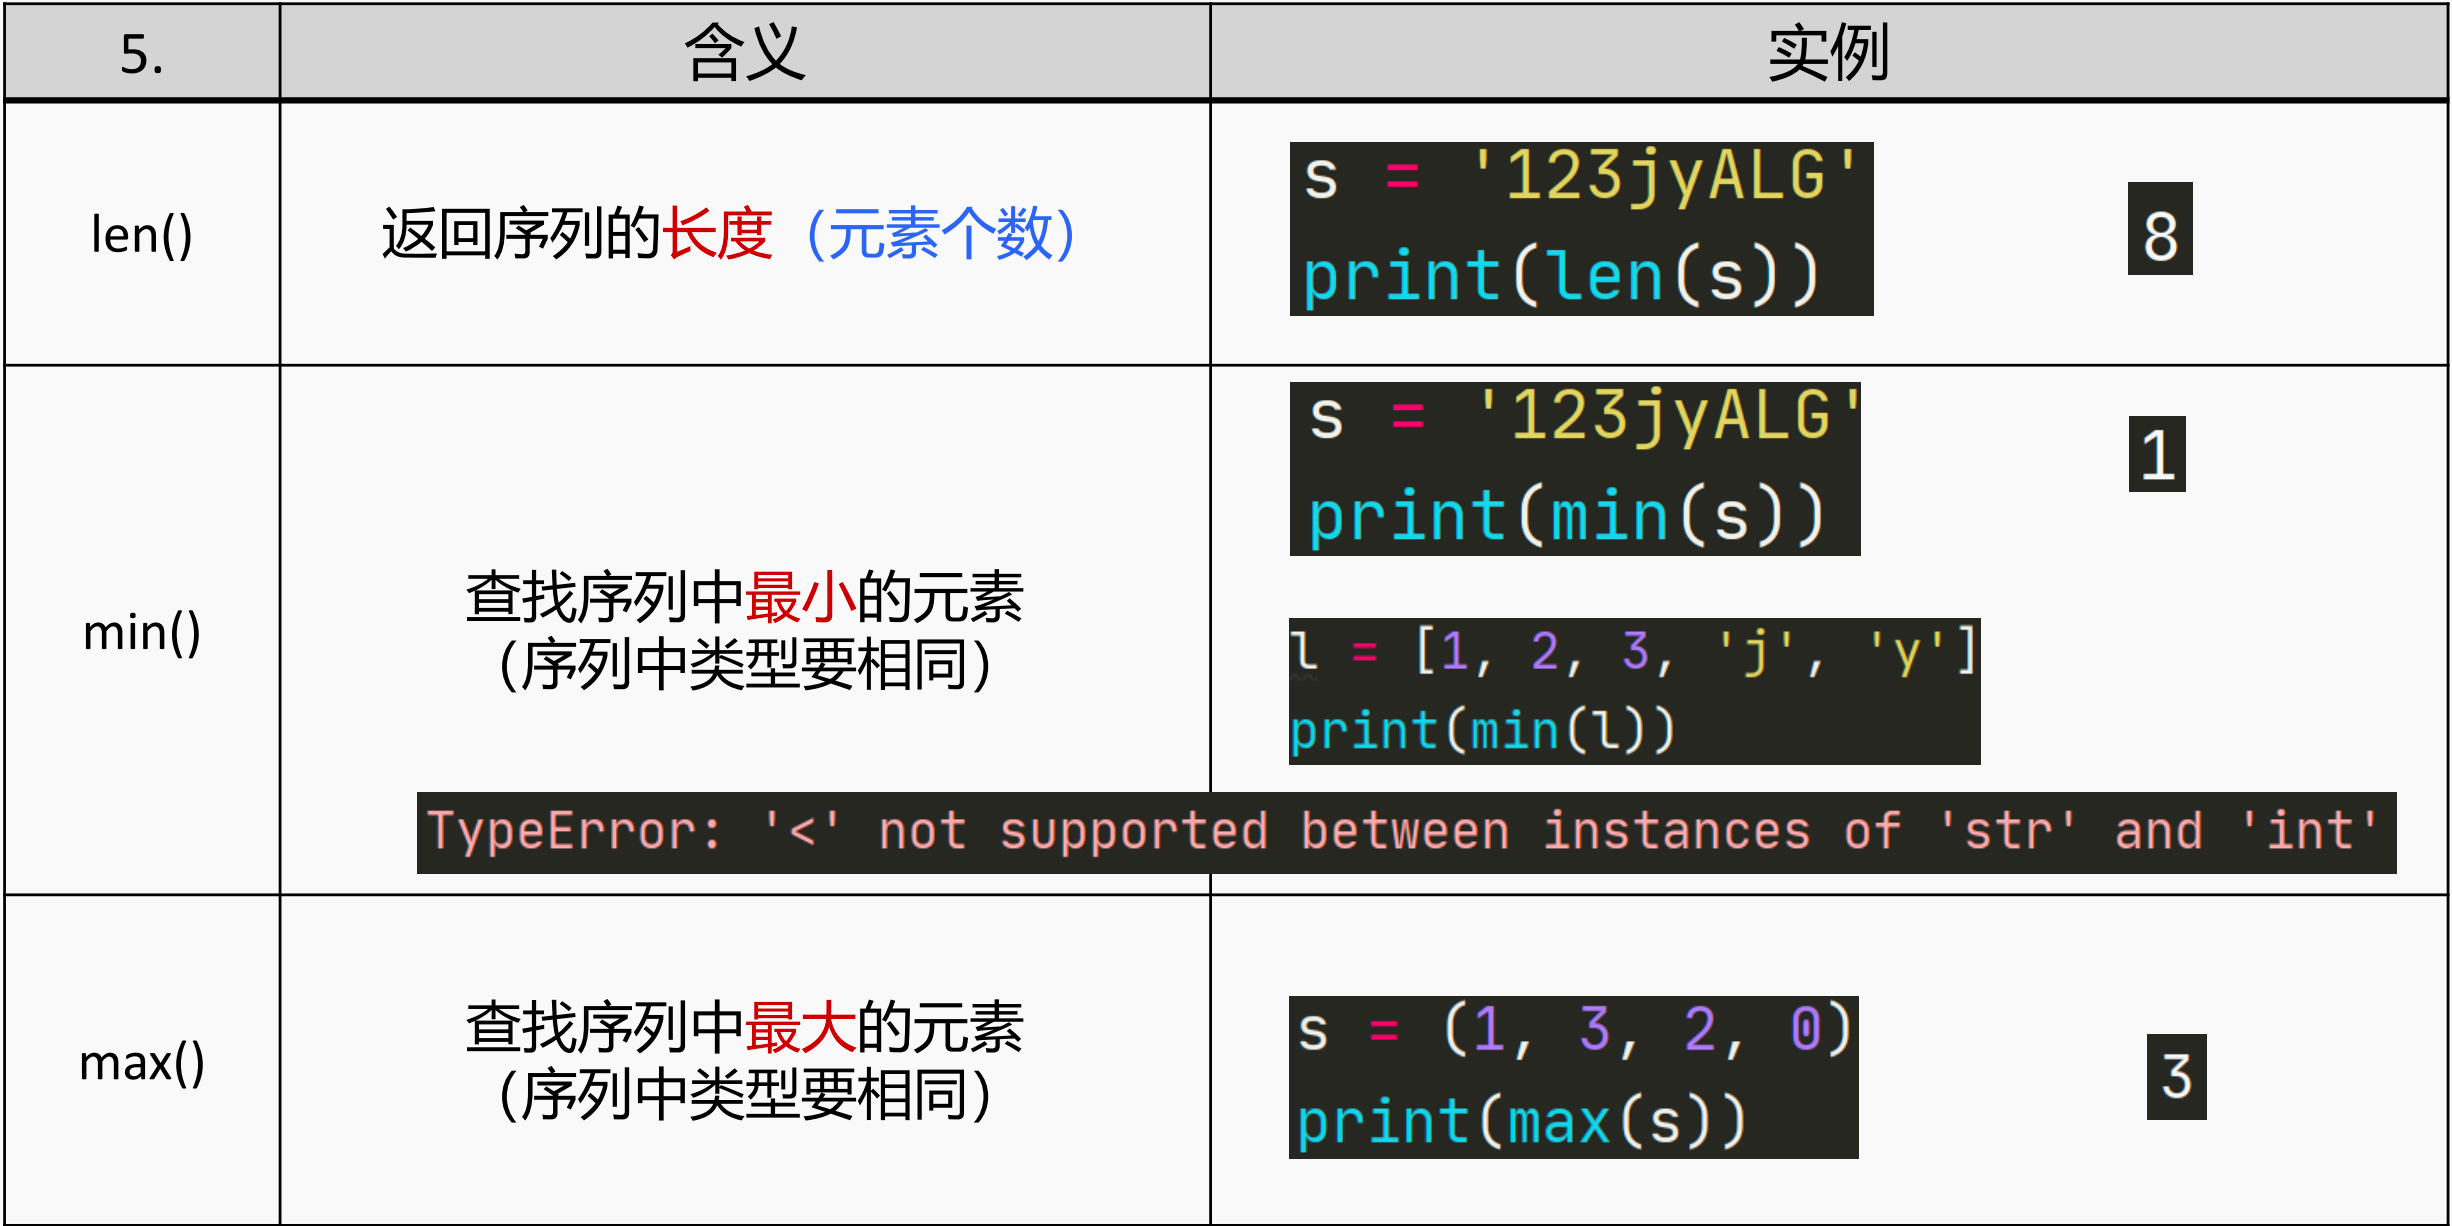 5.
含义
实例
len()
返回序列的长度（元素个数）
s = '123jyALG'
print(len(s))
8
min()
查找序列中最小的元素
（序列中类型要相同）
s = '123jyALG'
print(min(s))
1
l = [1, 2, 3, 'j', 'y']
print(min(l))
TypeError: '<' not supported between instances of 'str' and 'int'
max()
查找序列中最大的元素
（序列中类型要相同）
s = (1, 3, 2, 0)
print(max(s))
3